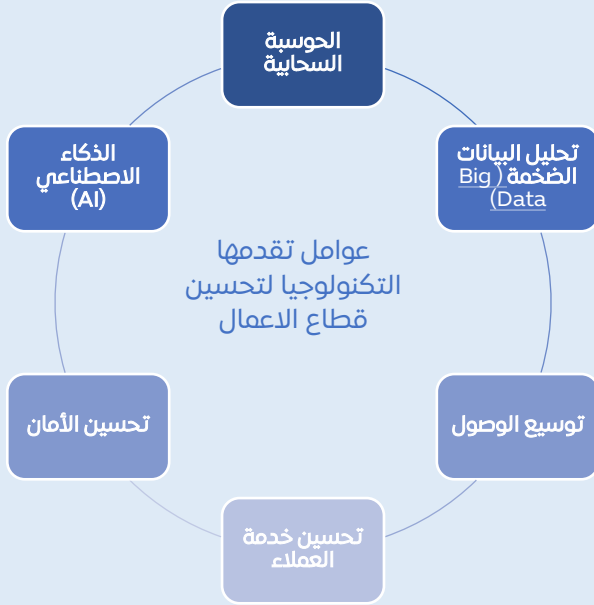 الحوسبة
السحابية
تحليل البيانات
الضخمة (Big
Data)
توسيع الوصول
تحسين خدمة
العملاء
تحسين الأمان
الذكاء
الاصطناعي
(AI)
عوامل تقدمها
التكنولوجيا لتحسين
قطاع الاعمال